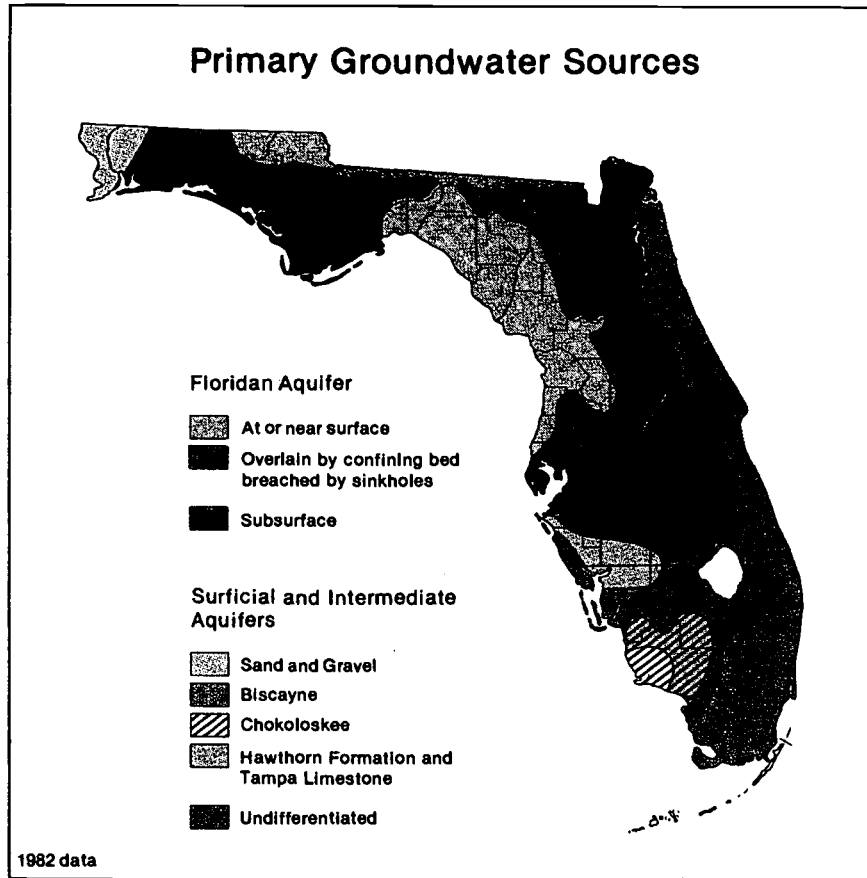 Primary Groundwater Sources
Floridan Aquifer
At or near surface
Overlain by confining bed
breached by sinkholes
Subsurface
Surficial and Intermediate
Aquifers
Sand and Gravel
Biscayne
Chokoloskee
Hawthorn Formation and
Tampa Limestone
Undifferentiated
1982 data